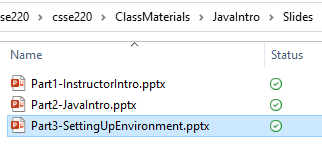 se220 > csse220 > ClassMaterials > JavaIntro > Slides
Name Status
Part1-InstructorIntro.pptx
Part2-JavaIntro.pptx
Part3-SettingUpEnvironment.pptx